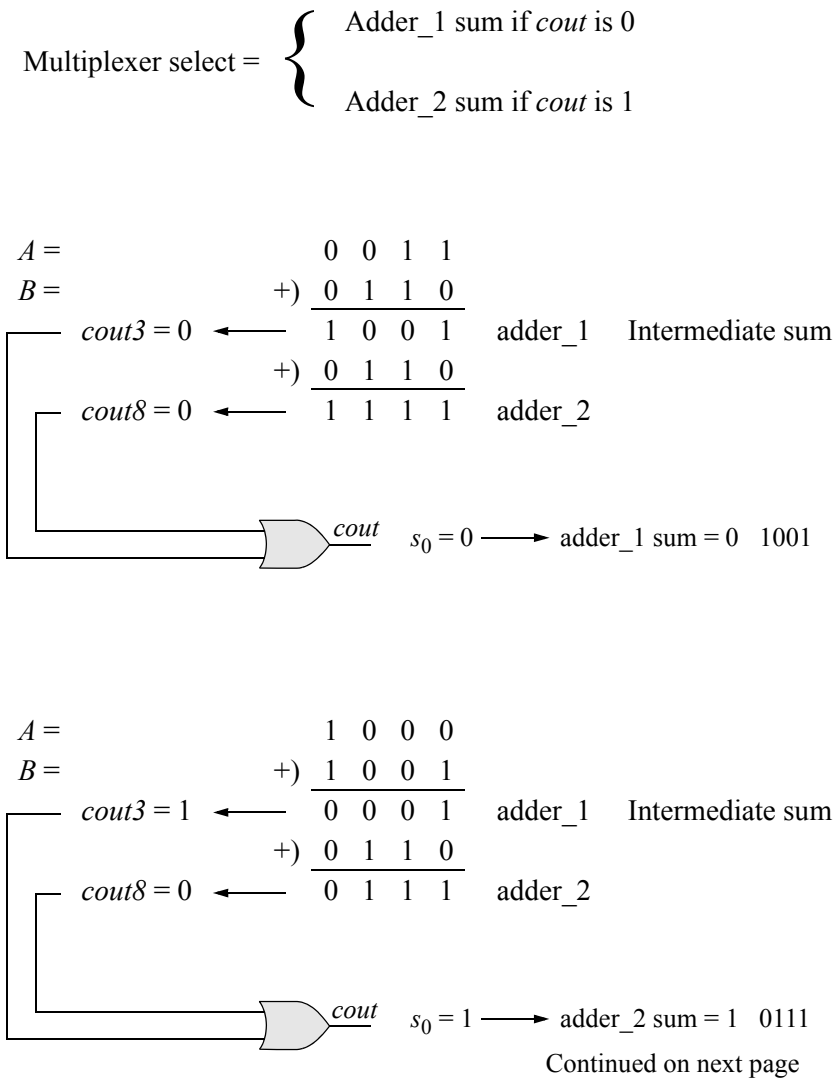 Adder_1 sum if cout is 0
Multiplexer select = {
Adder_2 sum if cout is 1
A = 0 0 1 1
B = +) 0 1 1 0
cout3 = 0 1 0 0 1 adder_1 Intermediate sum
+) 0 1 1 0
cout8 = 0 1 1 1 1 adder_2
cout s0 = 0 adder_1 sum = 0 1001
A = 1 0 0 0
B = +) 1 0 0 1
cout3 = 1 0 0 0 1 adder_1 Intermediate sum
+) 0 1 1 0
cout8 = 0 0 1 1 1 adder_2
cout s0 = 1 adder_2 sum = 1 0111
Continued on next page